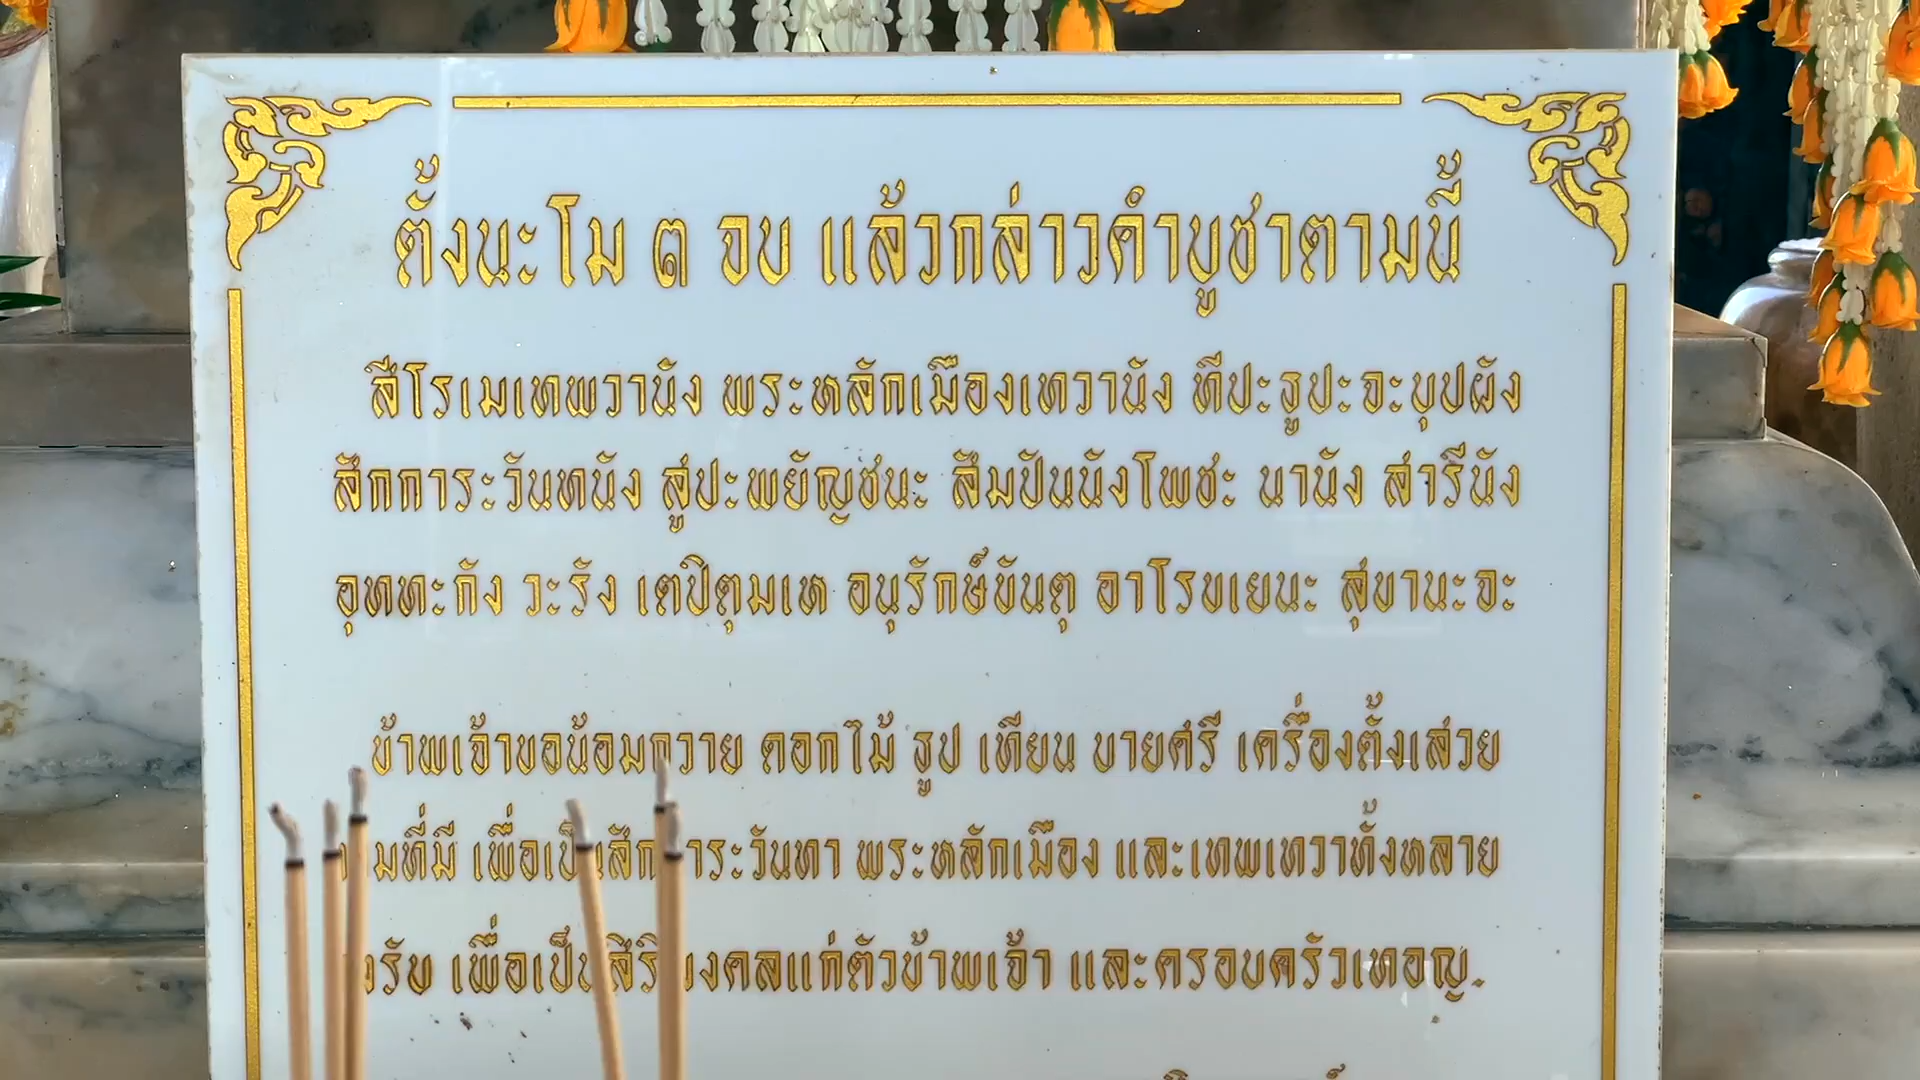 ตั้งนะโม ๓ จบ แล้วกล่าวคำบูชาตามนี้
สีโรเมเทพวานัง พระหลักเมืองเทวานัง ทีปะธูปะจะบุปผัง
สักการะวันทนัง สู่ปะพยัญชนะ สัมปันนังโพชะ นานัง สารีนัง
อุททะกัง วะรัง เตปิตุมเห อนุรักษ์ขันตุ อาโรขเยนะ สุ่ขานะจะ
ข้าพเจ้าขอน้อมถวาย ดอกไม้ ธูป เทียน บายศรี เครื่องตั้งเสวย
เพื่อเป็นสักการะวันทา พระหลักเมือง และเทพเทวาทั้งหลาย
เพื่อเป็นสิริมงคลแก่ตัวข้าพเจ้า และครอบครัวเทอญ.